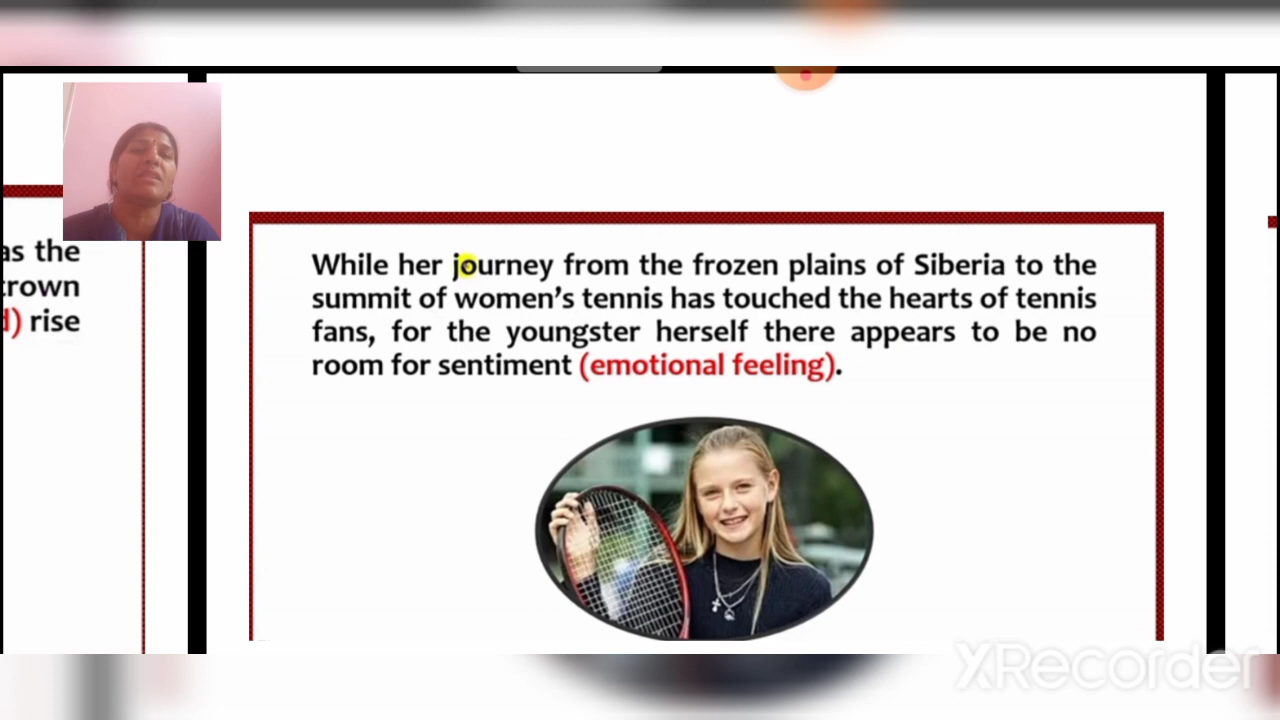 as the
crown
d) rise
While her journey from the frozen plains of Siberia to the
summit of women's tennis has touched the hearts of tennis
fans, for the youngster herself there appears to be no
room for sentiment (emotional feeling).
XRecorder